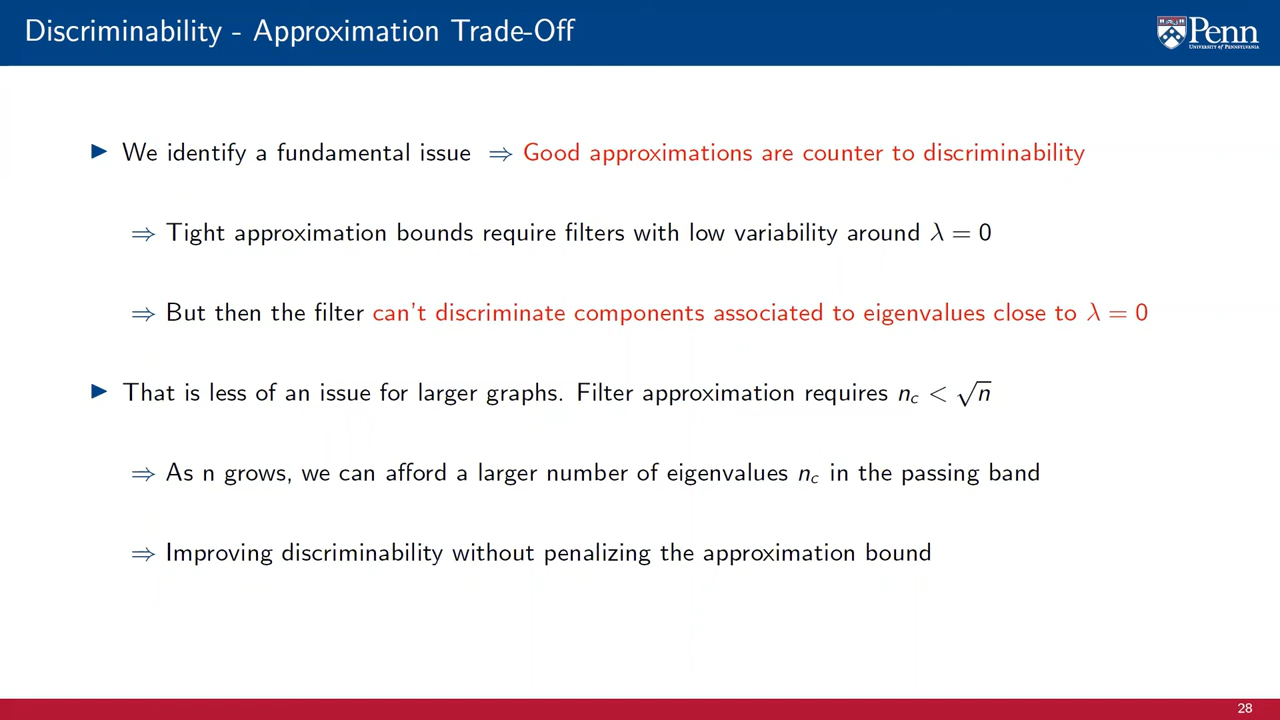 Discriminability - Approximation Trade-Off
Penn
UNIVERSITY OF PENNSYLVANIA
▶ We identify a fundamental issue ⇒ Good approximations are counter to discriminability
⇒ Tight approximation bounds require filters with low variability around λ = 0
⇒ But then the filter can't discriminate components associated to eigenvalues close to λ = 0
▶ That is less of an issue for larger graphs. Filter approximation requires n_c < √n
⇒ As n grows, we can afford a larger number of eigenvalues n_c in the passing band
⇒ Improving discriminability without penalizing the approximation bound
28